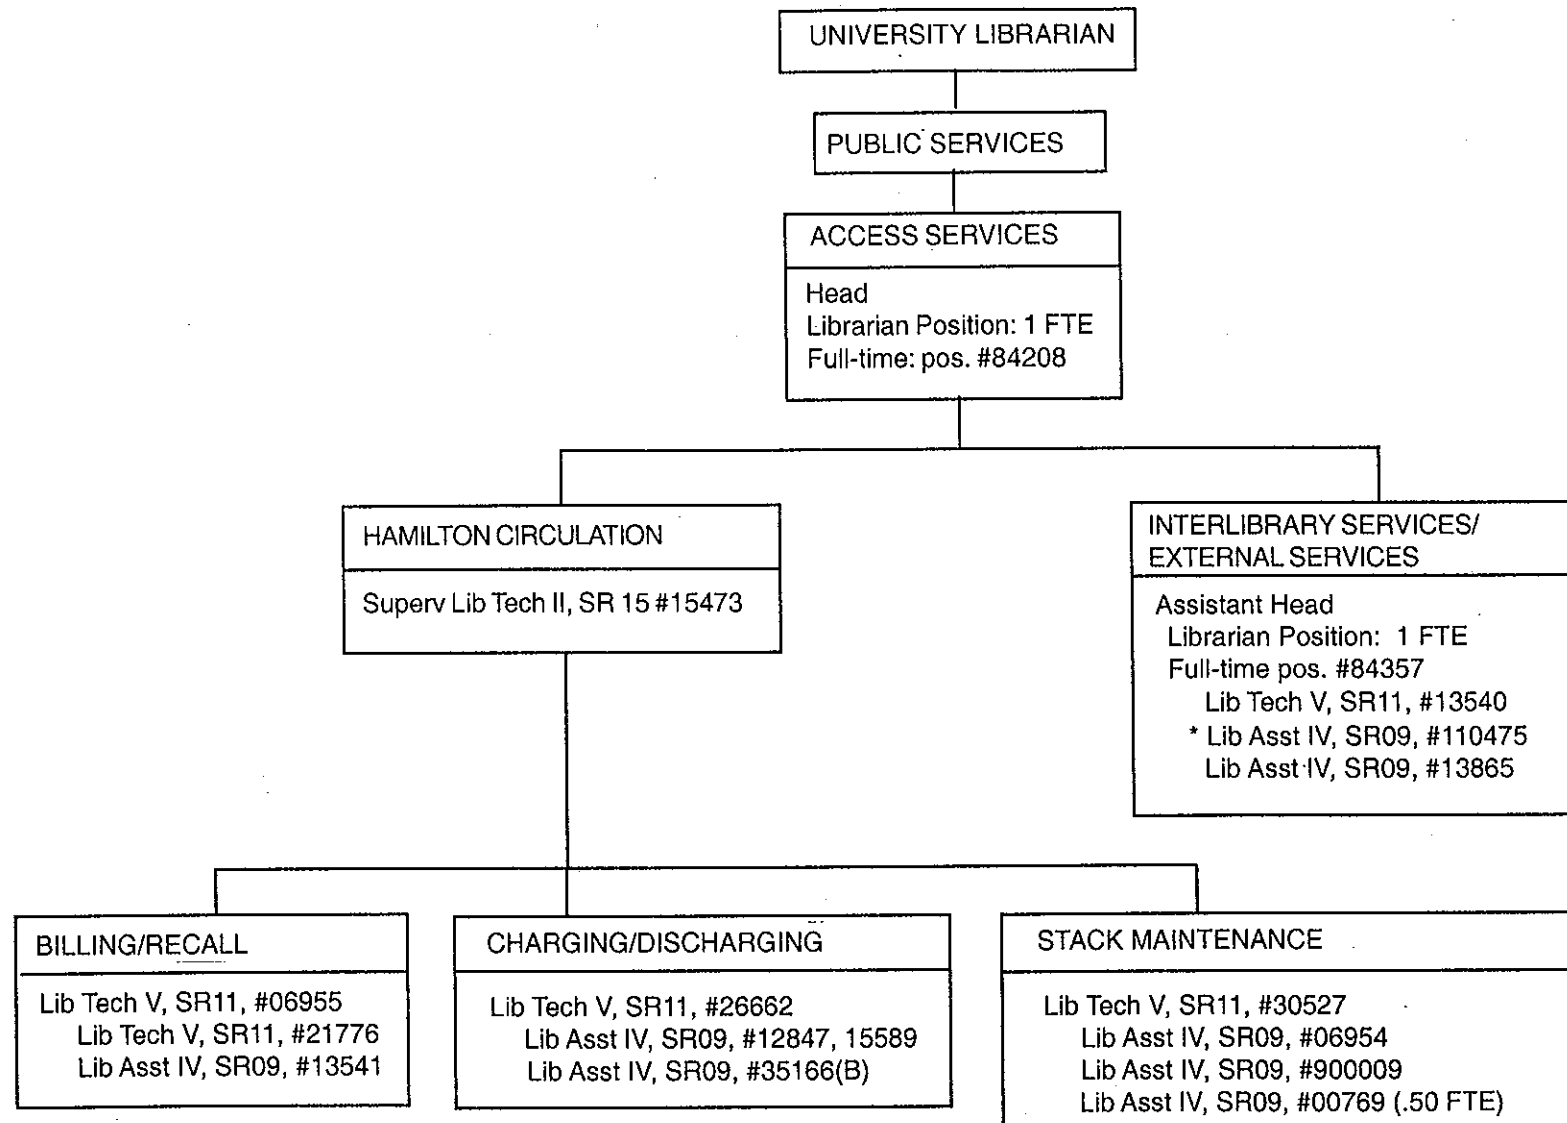 UNIVERSITY LIBRARIAN
PUBLIC SERVICES
ACCESS SERVICES
Head
Librarian Position: 1 FTE
Full-time: pos. #84208
HAMILTON CIRCULATION
Superv Lib Tech II, SR 15 #15473
INTERLIBRARY SERVICES/
EXTERNAL SERVICES
Assistant Head
Librarian Position: 1 FTE
Full-time pos. #84357
Lib Tech V, SR11, #13540
* Lib Asst IV, SR09, #110475
Lib Asst IV, SR09, #13865
BILLING/RECALL
Lib Tech V, SR11, #06955
Lib Tech V, SR11, #21776
Lib Asst IV, SR09, #13541
CHARGING/DISCHARGING
Lib Tech V, SR11, #26662
Lib Asst IV, SR09, #12847, 15589
Lib Asst IV, SR09, #35166(B)
STACK MAINTENANCE
Lib Tech V, SR11, #30527
Lib Asst IV, SR09, #06954
Lib Asst IV, SR09, #900009
Lib Asst IV, SR09, #00769 (.50 FTE)